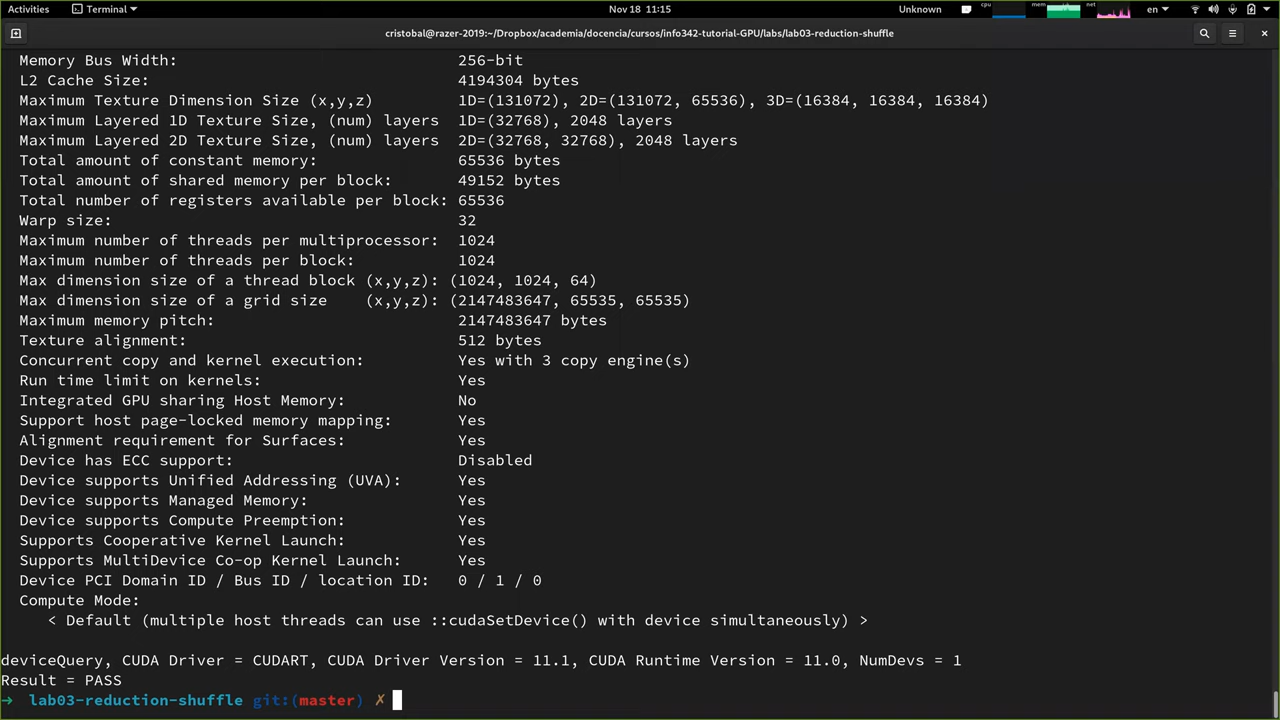 Activities Terminal Nov 18 11:15 Unknown cpu mem net en
cristobal@razer-2019:~/Dropbox/academia/docencia/cursos/info342-tutorial-GPU/labs/lab03-reduction-shuffle
Memory Bus Width: 256-bit
L2 Cache Size: 4194304 bytes
Maximum Texture Dimension Size (x,y,z) 1D=(131072), 2D=(131072, 65536), 3D=(16384, 16384, 16384)
Maximum Layered 1D Texture Size, (num) layers 1D=(32768), 2048 layers
Maximum Layered 2D Texture Size, (num) layers 2D=(32768, 32768), 2048 layers
Total amount of constant memory: 65536 bytes
Total amount of shared memory per block: 49152 bytes
Total number of registers available per block: 65536
Warp size: 32
Maximum number of threads per multiprocessor: 1024
Maximum number of threads per block: 1024
Max dimension size of a thread block (x,y,z): (1024, 1024, 64)
Max dimension size of a grid size (x,y,z): (2147483647, 65535, 65535)
Maximum memory pitch: 2147483647 bytes
Texture alignment: 512 bytes
Concurrent copy and kernel execution: Yes with 3 copy engine(s)
Run time limit on kernels: Yes
Integrated GPU sharing Host Memory: No
Support host page-locked memory mapping: Yes
Alignment requirement for Surfaces: Yes
Device has ECC support: Disabled
Device supports Unified Addressing (UVA): Yes
Device supports Managed Memory: Yes
Device supports Compute Preemption: Yes
Supports Cooperative Kernel Launch: Yes
Supports MultiDevice Co-op Kernel Launch: Yes
Device PCI Domain ID / Bus ID / location ID: 0 / 1 / 0
Compute Mode:
< Default (multiple host threads can use ::cudaSetDevice() with device simultaneously) >
deviceQuery, CUDA Driver = CUDART, CUDA Driver Version = 11.1, CUDA Runtime Version = 11.0, NumDevs = 1
Result = PASS
→ lab03-reduction-shuffle git:(master) ✗